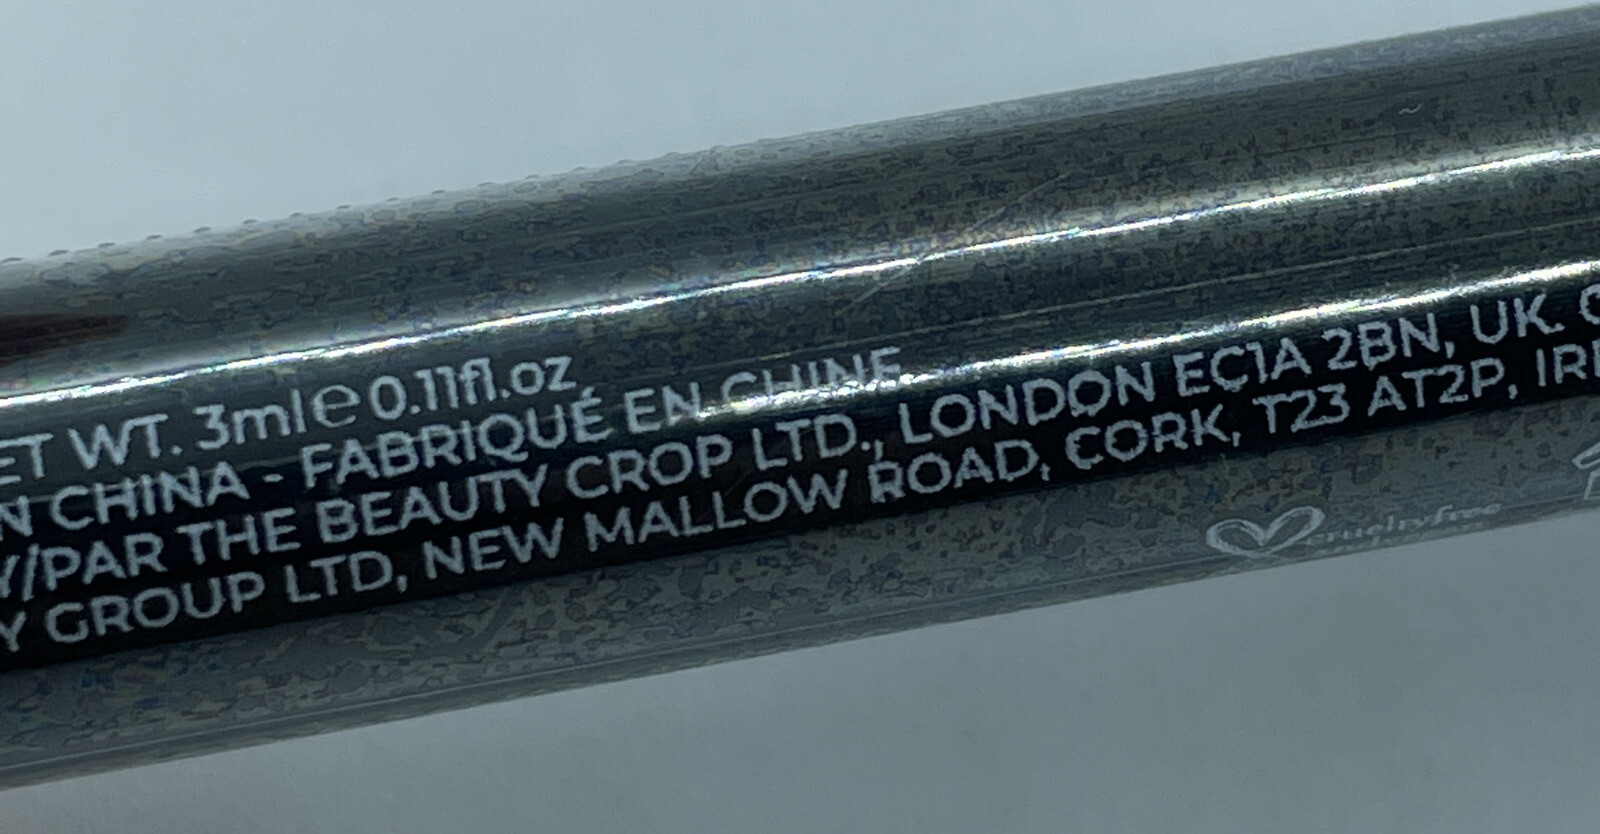 ET WT. 3ml e 0.11fl.oz
N CHINA - FABRIQUÉ EN CHINE
Y/PAR THE BEAUTY CROP LTD., LONDON EC1A 2BN, UK. C
Y GROUP LTD, NEW MALLOW ROAD, CORK, T23 AT2P, IRE
crueltyfree